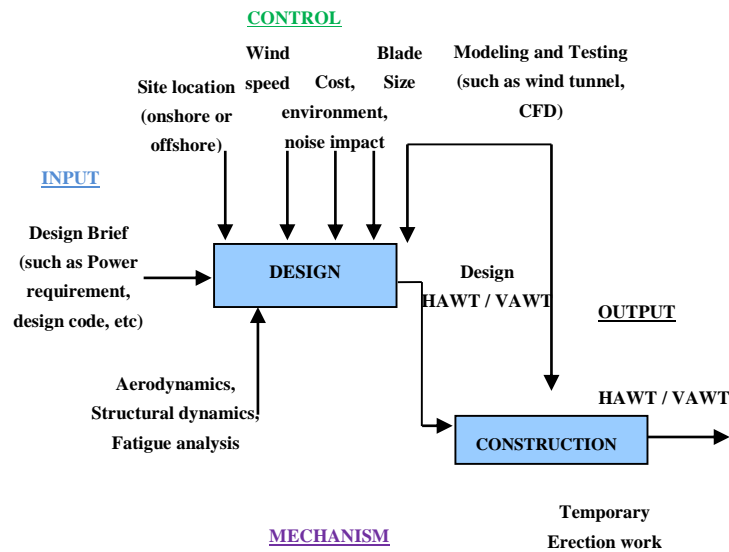 CONTROL
Wind
speed
Blade
Size
Modeling and Testing
(such as wind tunnel,
CFD)
Site location
(onshore or
offshore)
Cost,
environment,
noise impact
INPUT
Design Brief
(such as Power
requirement,
design code, etc)
DESIGN
Design
HAWT / VAWT
OUTPUT
HAWT / VAWT
Aerodynamics,
Structural dynamics,
Fatigue analysis
CONSTRUCTION
Temporary
Erection work
MECHANISM